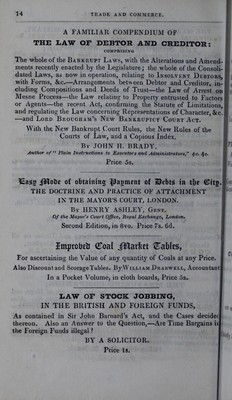 14 TRADE AND COMMERCE.
A FAMILIAR COMPENDIUM OF
THE LAW OF DEBTOR AND CREDITOR:
COMPRISING
The whole of the BANKRUPT LAWS, with the Alterations and Amend-
ments recently enacted by the Legislature; the whole of the Consoli-
dated Laws, as now in operation, relating to INSOLVENT DEBTORS,
with Forms, &c.—Arrangements between Debtor and Creditor, in-
cluding Compositions and Deeds of Trust—the Law of Arrest on
Mesne Process—the Law relating to Property entrusted to Factors
or Agents—the recent Act, confirming the Statute of Limitations,
and regulating the Law concerning Representations of Character, &c.
—and LORD BROUGHAM'S NEW BANKRUPTCY COURT ACT.
With the New Bankrupt Court Rules, the New Rules of the
Courts of Law, and a Copious Index.
By JOHN H. BRADY,
Author of "Plain Instructions to Executors and Administrators," &c. &c.
Price 5s.
Easy Mode of obtaining Payment of Debts in the City.
THE DOCTRINE AND PRACTICE OF ATTACHMENT
IN THE MAYOR'S COURT, LONDON.
By HENRY ASHLEY, GENT.
Of the Mayor's Court Office, Royal Exchange, London.
Second Edition, in 8vo. Price 7s. 6d.
Improved Coal Market Tables,
For ascertaining the Value of any quantity of Coals at any Price.
Also Discount and Scorage Tables. By WILLIAM DRABWELL, Accountant
In a Pocket Volume, in cloth boards, Price 5s.
LAW OF STOCK JOBBING,
IN THE BRITISH AND FOREIGN FUNDS,
As contained in Sir John Barnard's Act, and the Cases decided
thereon. Also an Answer to the Question,—Are Time Bargains in
the Foreign Funds illegal?
BY A SOLICITOR.
Price 1s.